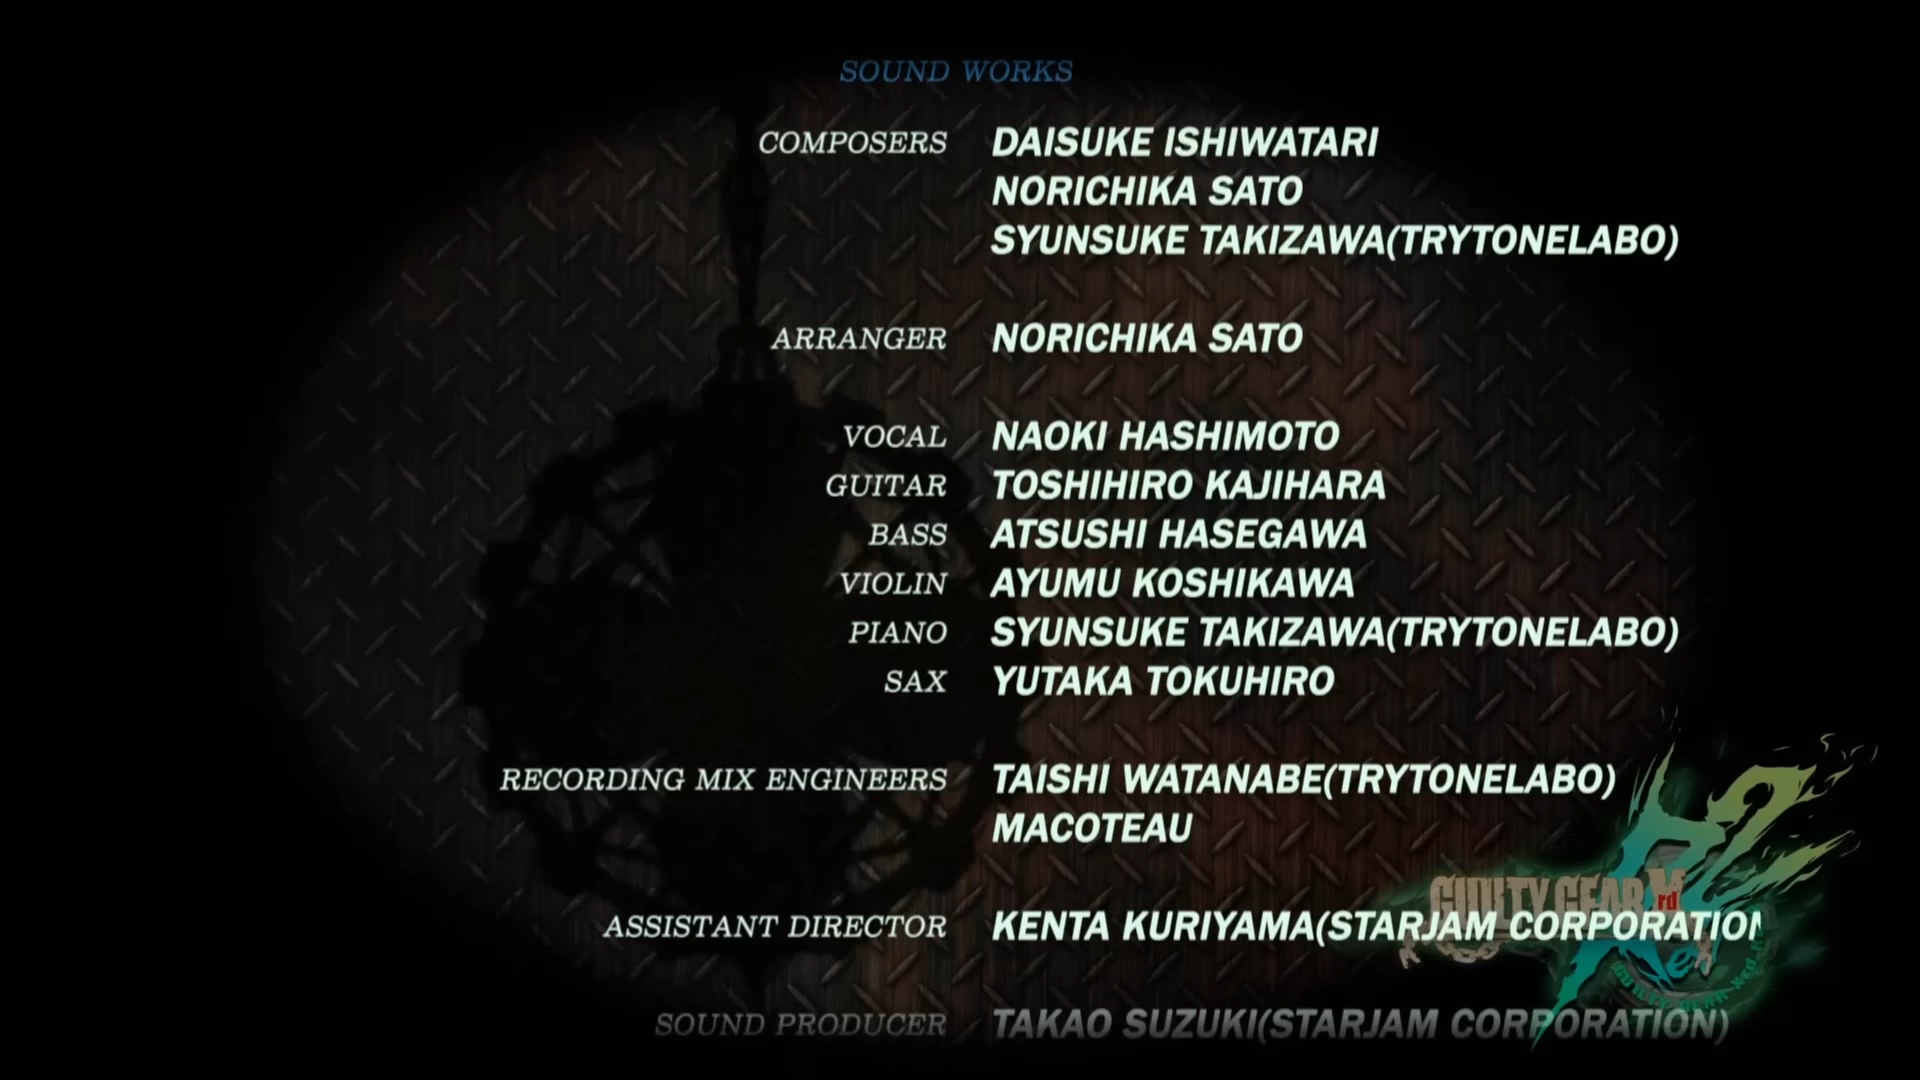 SOUND WORKS
COMPOSERS DAISUKE ISHIWATARI
NORICHIKA SATO
SYUNSUKE TAKIZAWA(TRYTONELABO)
ARRANGER NORICHIKA SATO
VOCAL NAOKI HASHIMOTO
GUITAR TOSHIHIRO KAJIHARA
BASS ATSUSHI HASEGAWA
VIOLIN AYUMU KOSHIKAWA
PIANO SYUNSUKE TAKIZAWA(TRYTONELABO)
SAX YUTAKA TOKUHIRO
RECORDING MIX ENGINEERS TAISHI WATANABE(TRYTONELABO)
MACOTEAU
GUILTY GEAR Xrd
ASSISTANT DIRECTOR KENTA KURIYAMA(STARJAM CORPORATION
SOUND PRODUCER TAKAO SUZUKI(STARJAM CORPORATION)